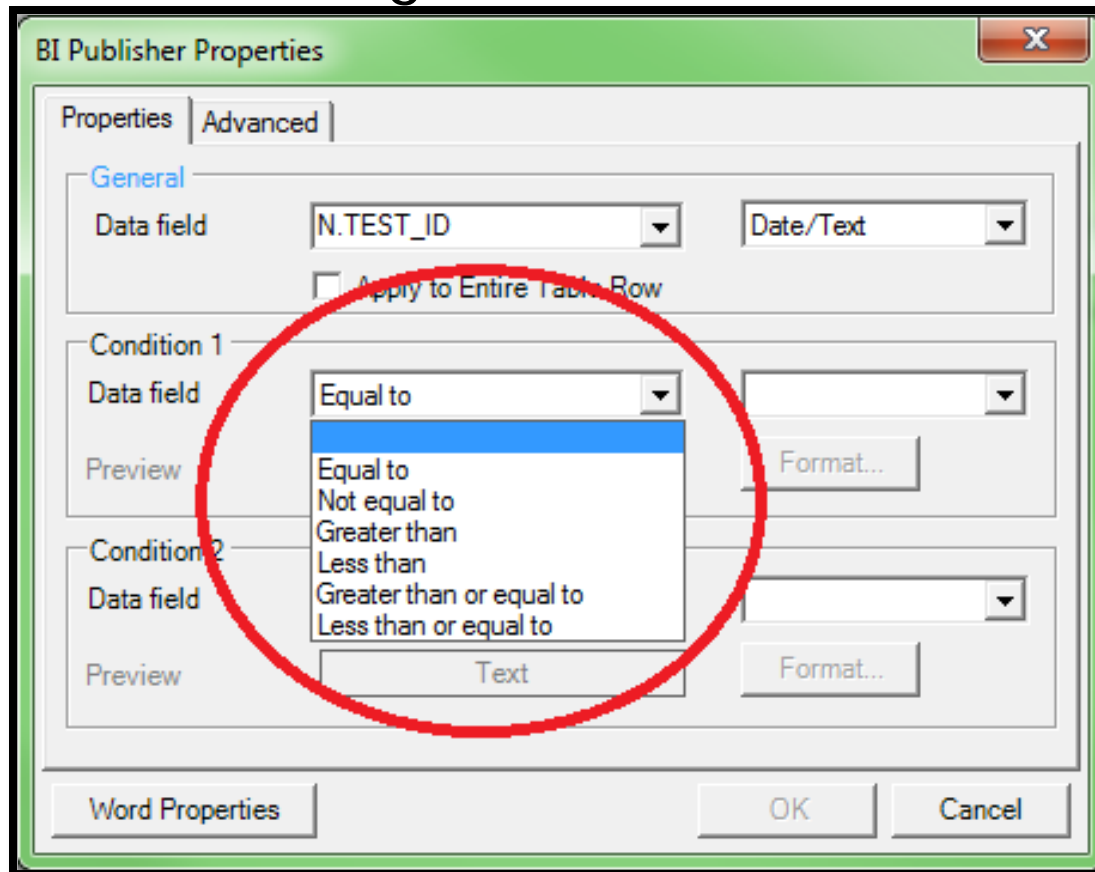 BI Publisher Properties
Properties Advanced
General
Data field N.TEST_ID Date/Text
Apply to Entire Table Row
Condition 1
Data field Equal to
Preview Format...
Equal to
Not equal to
Greater than
Less than
Greater than or equal to
Less than or equal to
Condition 2
Data field
Preview Text Format...
Word Properties OK Cancel